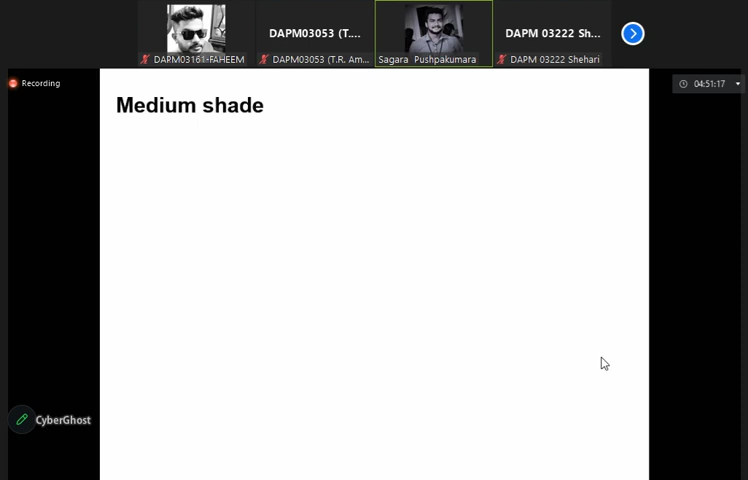 DAPM03053 (T....
DAPM 03222 Sh...
DAPM03161-FAHEEM
DAPM03053 (T.R. Am...
Sagara Pushpakumara
DAPM 03222 Shehari
Recording
04:51:17
Medium shade
CyberGhost